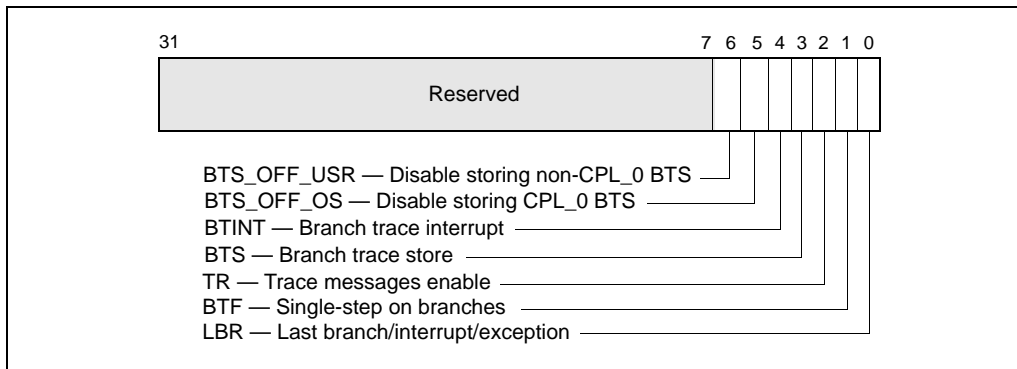 31 7 6 5 4 3 2 1 0
Reserved
BTS_OFF_USR — Disable storing non-CPL_0 BTS
BTS_OFF_OS — Disable storing CPL_0 BTS
BTINT — Branch trace interrupt
BTS — Branch trace store
TR — Trace messages enable
BTF — Single-step on branches
LBR — Last branch/interrupt/exception